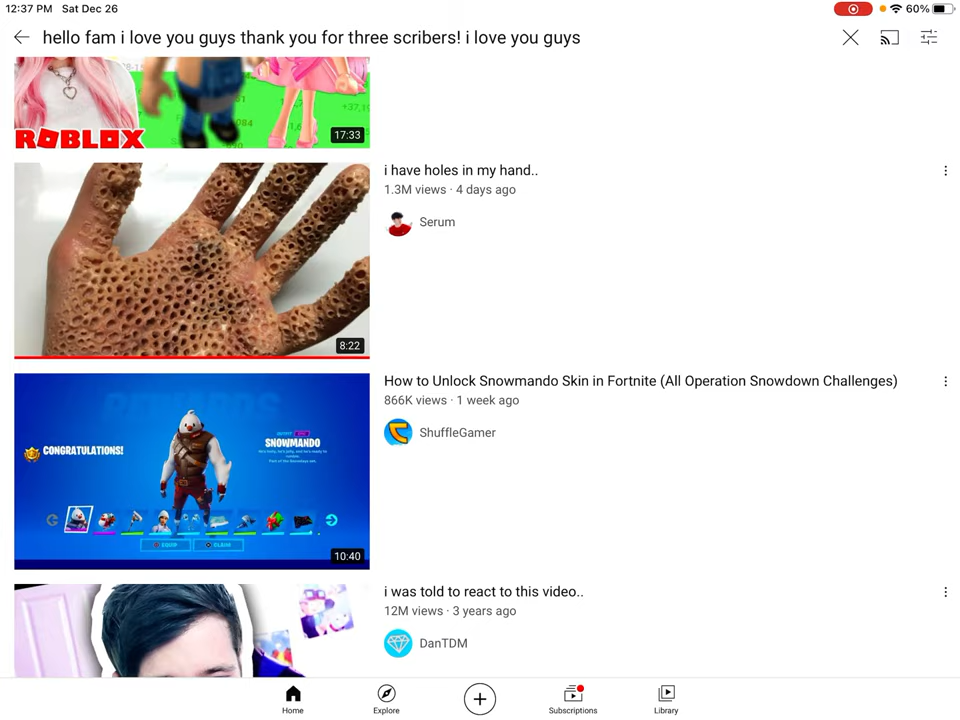 12:37 PM Sat Dec 26
60%
hello fam i love you guys thank you for three scribers! i love you guys
ROBLOX
17:33
i have holes in my hand..
1.3M views · 4 days ago
Serum
8:22
How to Unlock Snowmando Skin in Fortnite (All Operation Snowdown Challenges)
866K views · 1 week ago
ShuffleGamer
REWARDS
CONGRATULATIONS!
SNOWMANDO
EQUIP
CLAIM
10:40
i was told to react to this video..
12M views · 3 years ago
DanTDM
Home
Explore
Subscriptions
Library